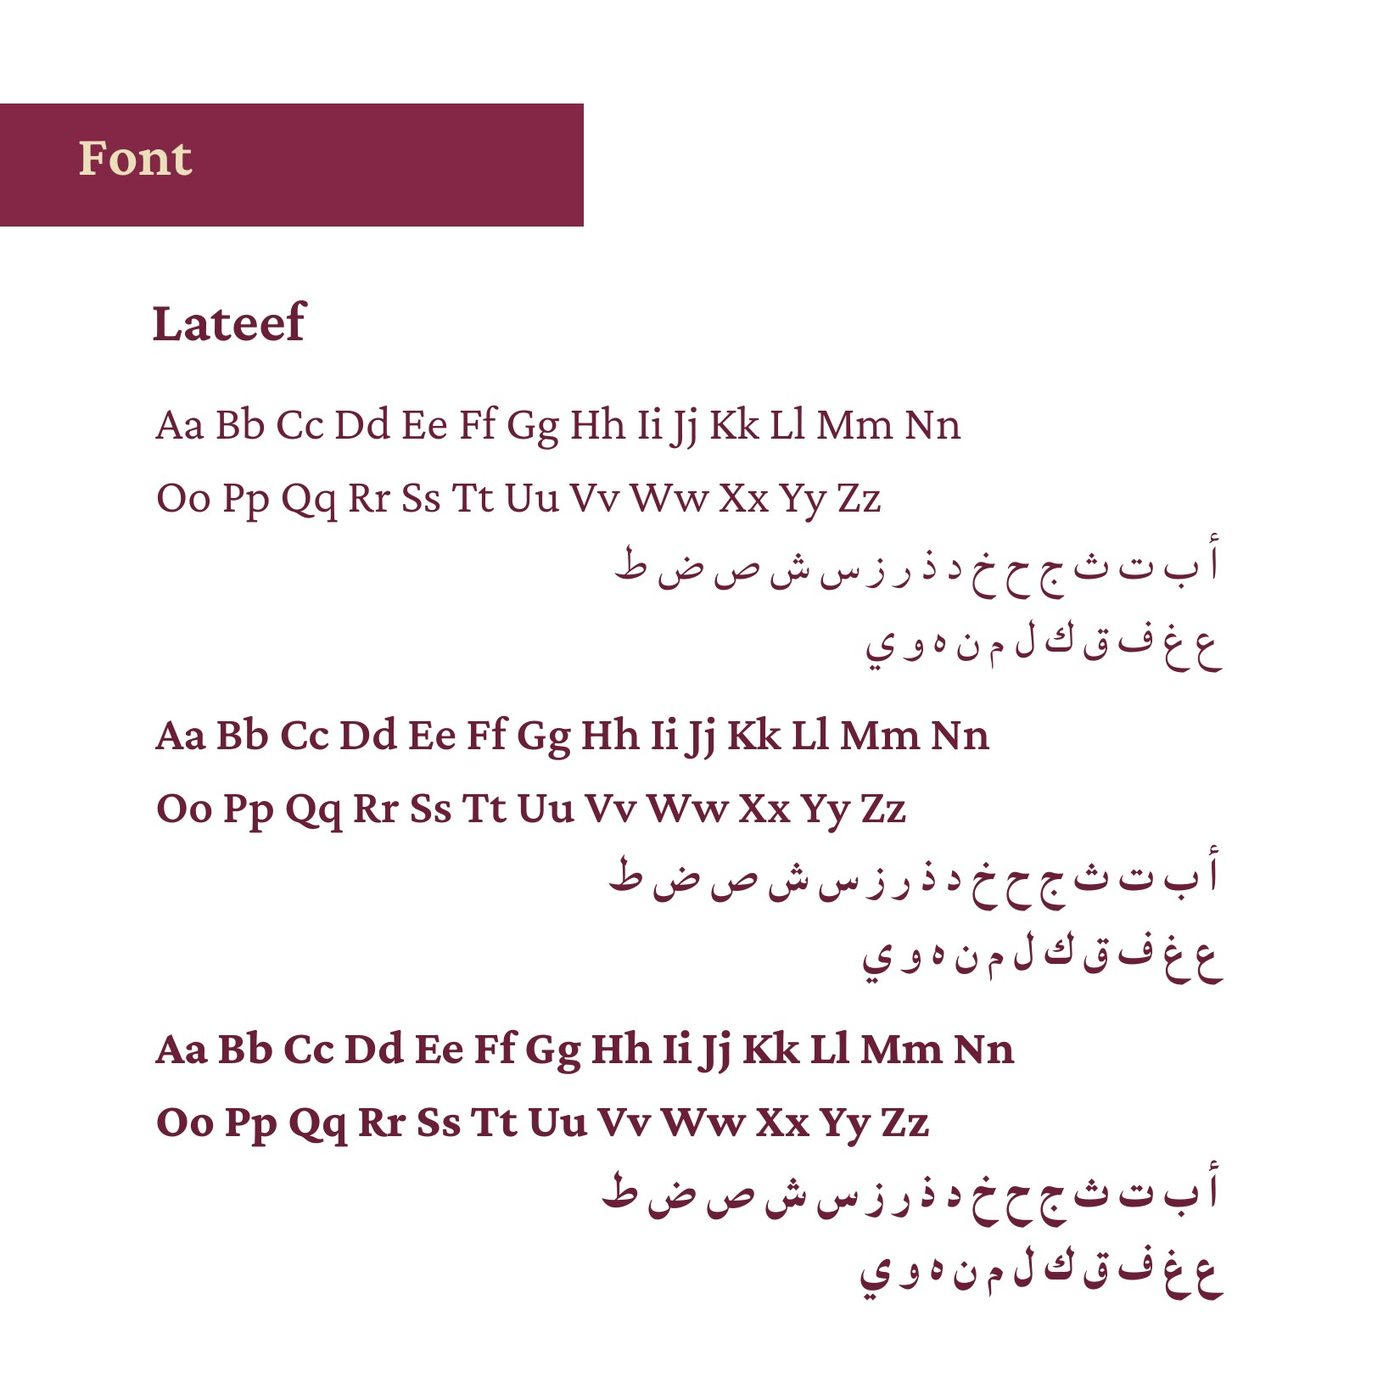 Font
Lateef
Aa Bb Cc Dd Ee Ff Gg Hh Ii Jj Kk Ll Mm Nn
Oo Pp Qq Rr Ss Tt Uu Vv Ww Xx Yy Zz
أ ب ت ث ج ح خ د ذ ر ز س ش ص ض ط
ع غ ف ق ك ل م ن ه و ي
Aa Bb Cc Dd Ee Ff Gg Hh Ii Jj Kk Ll Mm Nn
Oo Pp Qq Rr Ss Tt Uu Vv Ww Xx Yy Zz
أ ب ت ث ج ح خ د ذ ر ز س ش ص ض ط
ع غ ف ق ك ل م ن ه و ي
Aa Bb Cc Dd Ee Ff Gg Hh Ii Jj Kk Ll Mm Nn
Oo Pp Qq Rr Ss Tt Uu Vv Ww Xx Yy Zz
أ ب ت ث ج ح خ د ذ ر ز س ش ص ض ط
ع غ ف ق ك ل م ن ه و ي